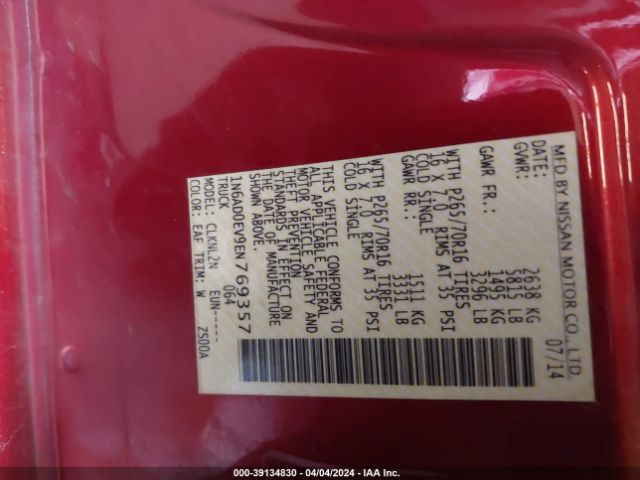 MFD BY NISSAN MOTOR CO., LTD.
DATE: 07/14
GVWR: 2638 KG
5815 LB
GAWR FR.: 1495 KG
3296 LB
WITH P265/70R16 TIRES
16 X 7.0 RIMS AT 35 PSI
COLD SINGLE
GAWR RR.: 1511 KG
3331 LB
WITH P265/70R16 TIRES
16 X 7.0 RIMS AT 35 PSI
COLD SINGLE
THIS VEHICLE CONFORMS TO
ALL APPLICABLE FEDERAL
MOTOR VEHICLE SAFETY AND
THEFT PREVENTION
STANDARDS IN EFFECT ON
THE DATE OF MANUFACTURE
SHOWN ABOVE.
1N6AD0EV9EN769357
TRUCK 064
MODEL: CLKNL2N EUN-----
COLOR: EAF TRIM: W Z500A
000-39134830 - 04/04/2024 - IAA Inc.